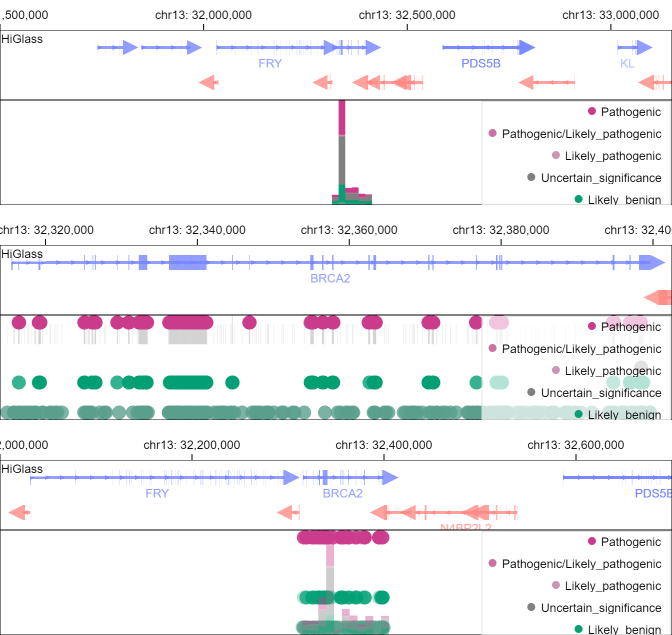 ,500,000 chr13: 32,000,000 chr13: 32,500,000 chr13: 33,000,000
HiGlass
FRY PDS5B KL
Pathogenic
Pathogenic/Likely_pathogenic
Likely_pathogenic
Uncertain_significance
Likely_benign
chr13: 32,320,000 chr13: 32,340,000 chr13: 32,360,000 chr13: 32,380,000 chr13: 32,40
HiGlass
BRCA2
Pathogenic
Pathogenic/Likely_pathogenic
Likely_pathogenic
Uncertain_significance
Likely_benign
2,000,000 chr13: 32,200,000 chr13: 32,400,000 chr13: 32,600,000
HiGlass
FRY BRCA2 PDS5B
N4BP2L2
Pathogenic
Pathogenic/Likely_pathogenic
Likely_pathogenic
Uncertain_significance
Likely_benign